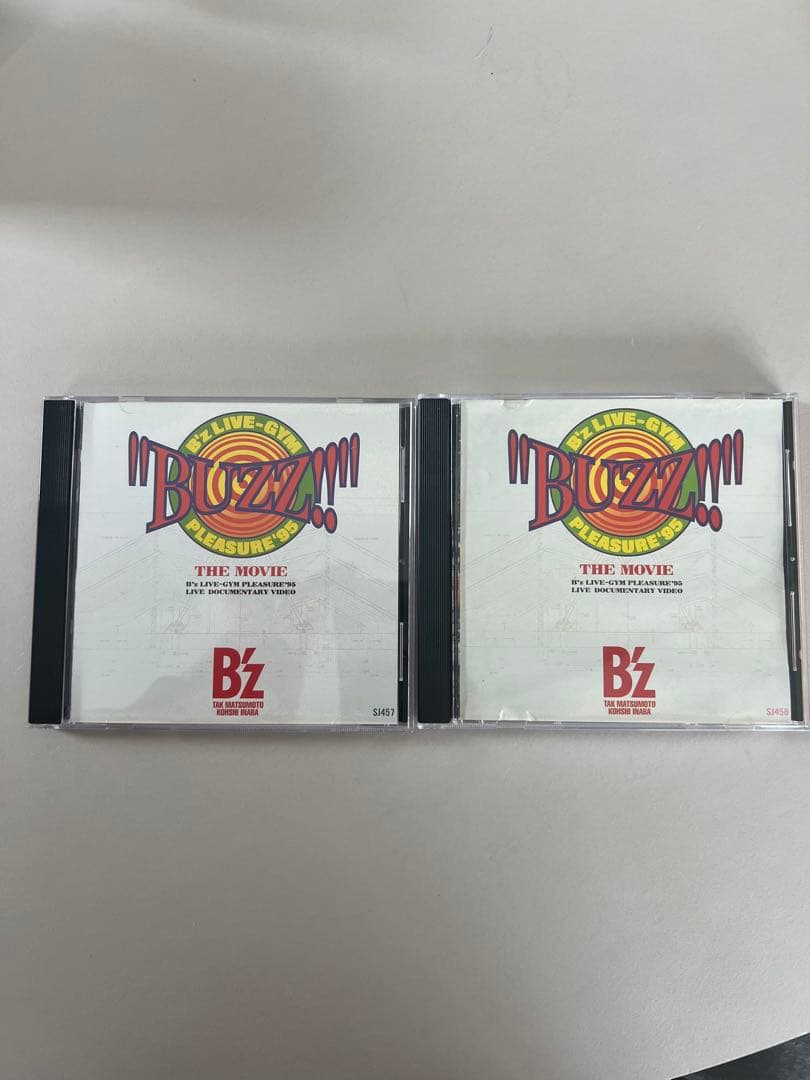 B'z LIVE-GYM
"BUZZ!!"
PLEASURE'95
THE MOVIE
B'z LIVE-GYM PLEASURE'95
LIVE DOCUMENTARY VIDEO
B'z
TAK MATSUMOTO
KOHSHI INABA
SJ457
B'z LIVE-GYM
"BUZZ!!"
PLEASURE'95
THE MOVIE
B'z LIVE-GYM PLEASURE'95
LIVE DOCUMENTARY VIDEO
B'z
TAK MATSUMOTO
KOHSHI INABA
SJ458